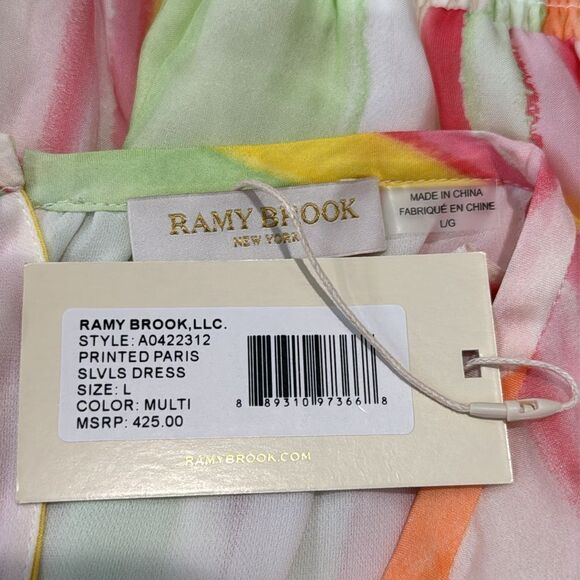 RAMY BROOK
NEW YORK
MADE IN CHINA
FABRIQUÉ EN CHINE
L/G
RAMY BROOK,LLC.
STYLE: A0422312
PRINTED PARIS
SLVLS DRESS
SIZE: L
COLOR: MULTI
MSRP: 425.00
8 89310 97366 8
RAMYBROOK.COM